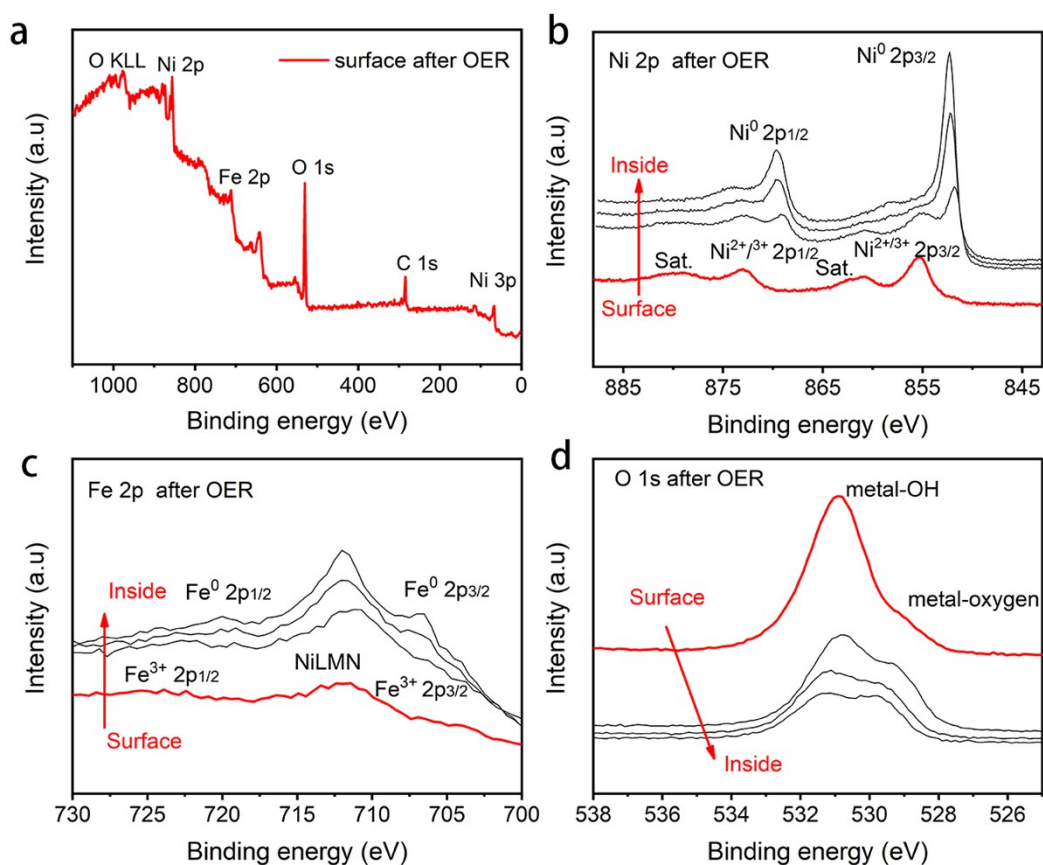 a
O KLL
Ni 2p
surface after OER
Fe 2p
O 1s
C 1s
Ni 3p
Intensity (a.u)
1000 800 600 400 200 0
Binding energy (eV)
b
Ni 2p after OER
Ni⁰ 2p3/2
Ni⁰ 2p1/2
Inside
Sat.
Ni²⁺/³⁺ 2p1/2
Sat.
Ni²⁺/³⁺ 2p3/2
Surface
Intensity (a.u)
885 875 865 855 845
Binding energy (eV)
c
Fe 2p after OER
Inside
Fe⁰ 2p1/2
Fe⁰ 2p3/2
Fe³⁺ 2p1/2
NiLMN
Fe³⁺ 2p3/2
Surface
Intensity (a.u)
730 725 720 715 710 705 700
Binding energy (eV)
d
O 1s after OER
metal-OH
Surface
metal-oxygen
Inside
Intensity (a.u)
538 536 534 532 530 528 526
Binding energy (eV)